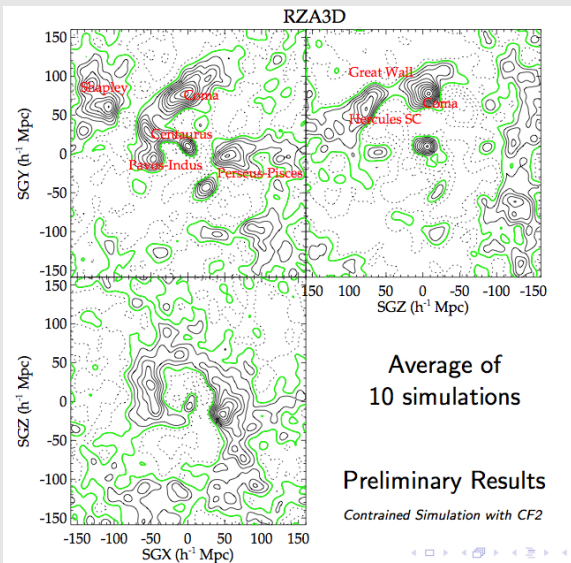 RZA3D
150
100
50
0
-50
-100
-150
SGY (h⁻¹ Mpc)
Shapley
Coma
Centaurus
Pavos-Indus
Perseus-Pisces
Great Wall
Coma
Hercules SC
150 100 50 0 -50 -100 -150
SGZ (h⁻¹ Mpc)
150
100
50
0
-50
-100
-150
SGZ (h⁻¹ Mpc)
-150 -100 -50 0 50 100 150
SGX (h⁻¹ Mpc)
Average of
10 simulations
Preliminary Results
Contrained Simulation with CF2